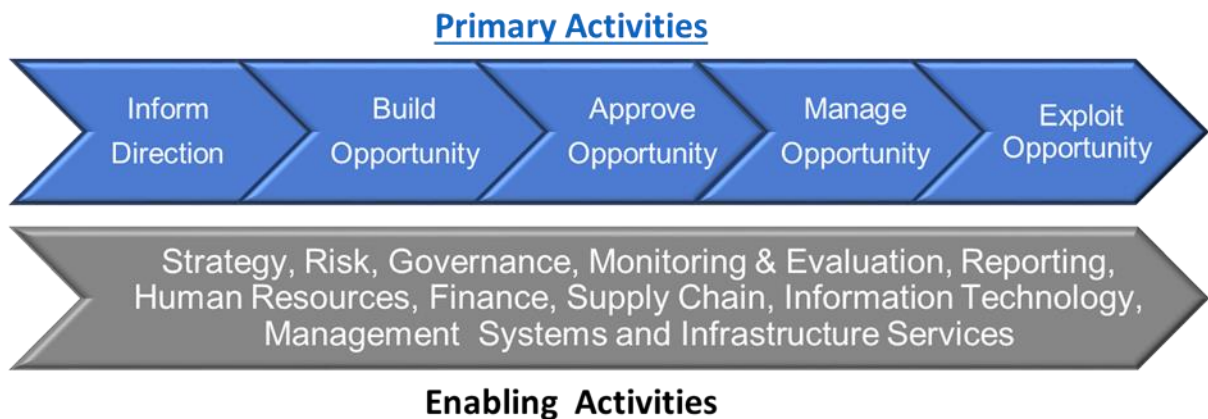 Primary Activities
Inform
Direction
Build
Opportunity
Approve
Opportunity
Manage
Opportunity
Exploit
Opportunity
Strategy, Risk, Governance, Monitoring & Evaluation, Reporting,
Human Resources, Finance, Supply Chain, Information Technology,
Management Systems and Infrastructure Services
Enabling Activities